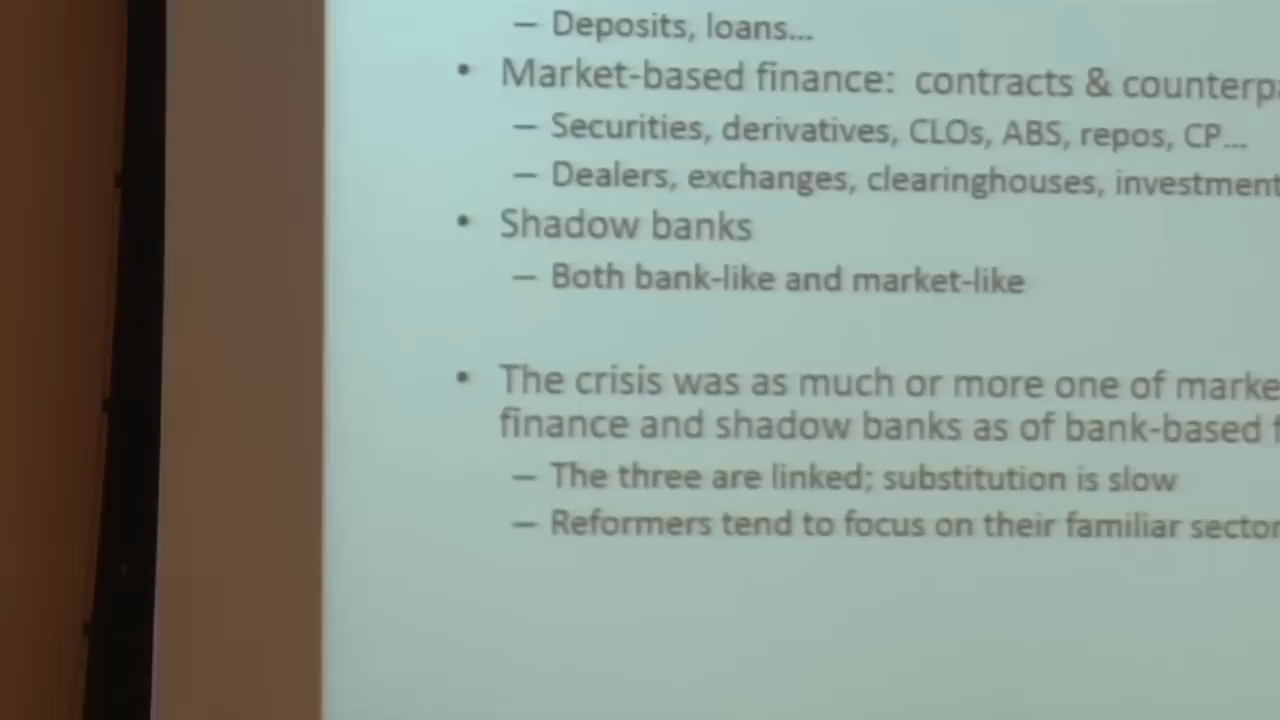 – Deposits, loans...
• Market-based finance: contracts & counterpa
– Securities, derivatives, CLOs, ABS, repos, CP...
– Dealers, exchanges, clearinghouses, investment
• Shadow banks
– Both bank-like and market-like
• The crisis was as much or more one of marke
finance and shadow banks as of bank-based f
– The three are linked; substitution is slow
– Reformers tend to focus on their familiar sector